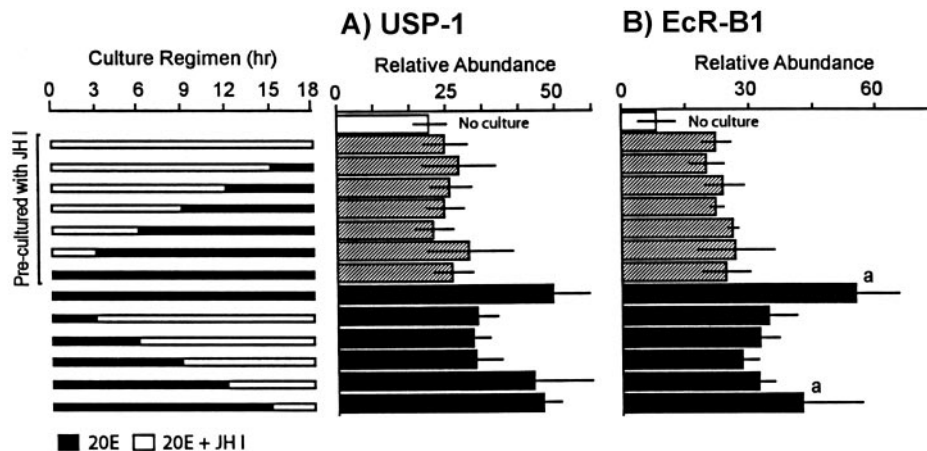 A) USP-1
B) EcR-B1
Culture Regimen (hr)
Relative Abundance
Relative Abundance
0 3 6 9 12 15 18
0 25 50
0 30 60
No culture
No culture
Pre-cultured with JH I
a
a
20E 20E + JH I